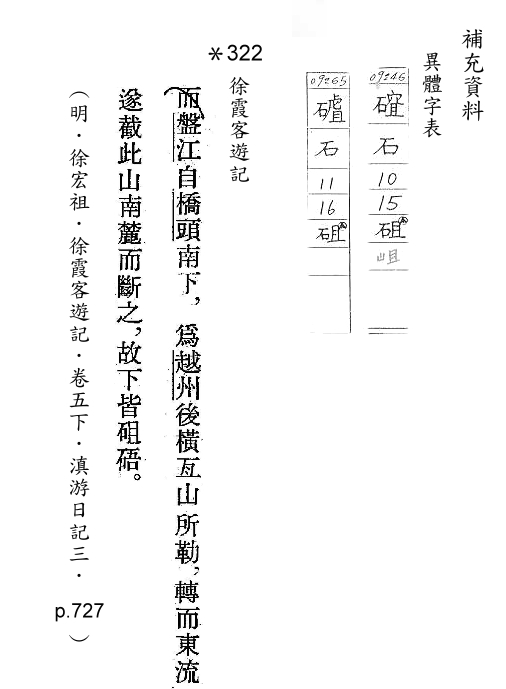 補充資料
異體字表
09246
石
10
15
砠
岨
09265
石
11
16
砠
*322
徐霞客遊記
而盤江自橋頭南下，爲越州後橫亙山所勒，轉而東流
遂截此山南麓而斷之，故下皆砠碚。
（明．徐宏祖．徐霞客遊記．卷五下．滇游日記三．p.727）